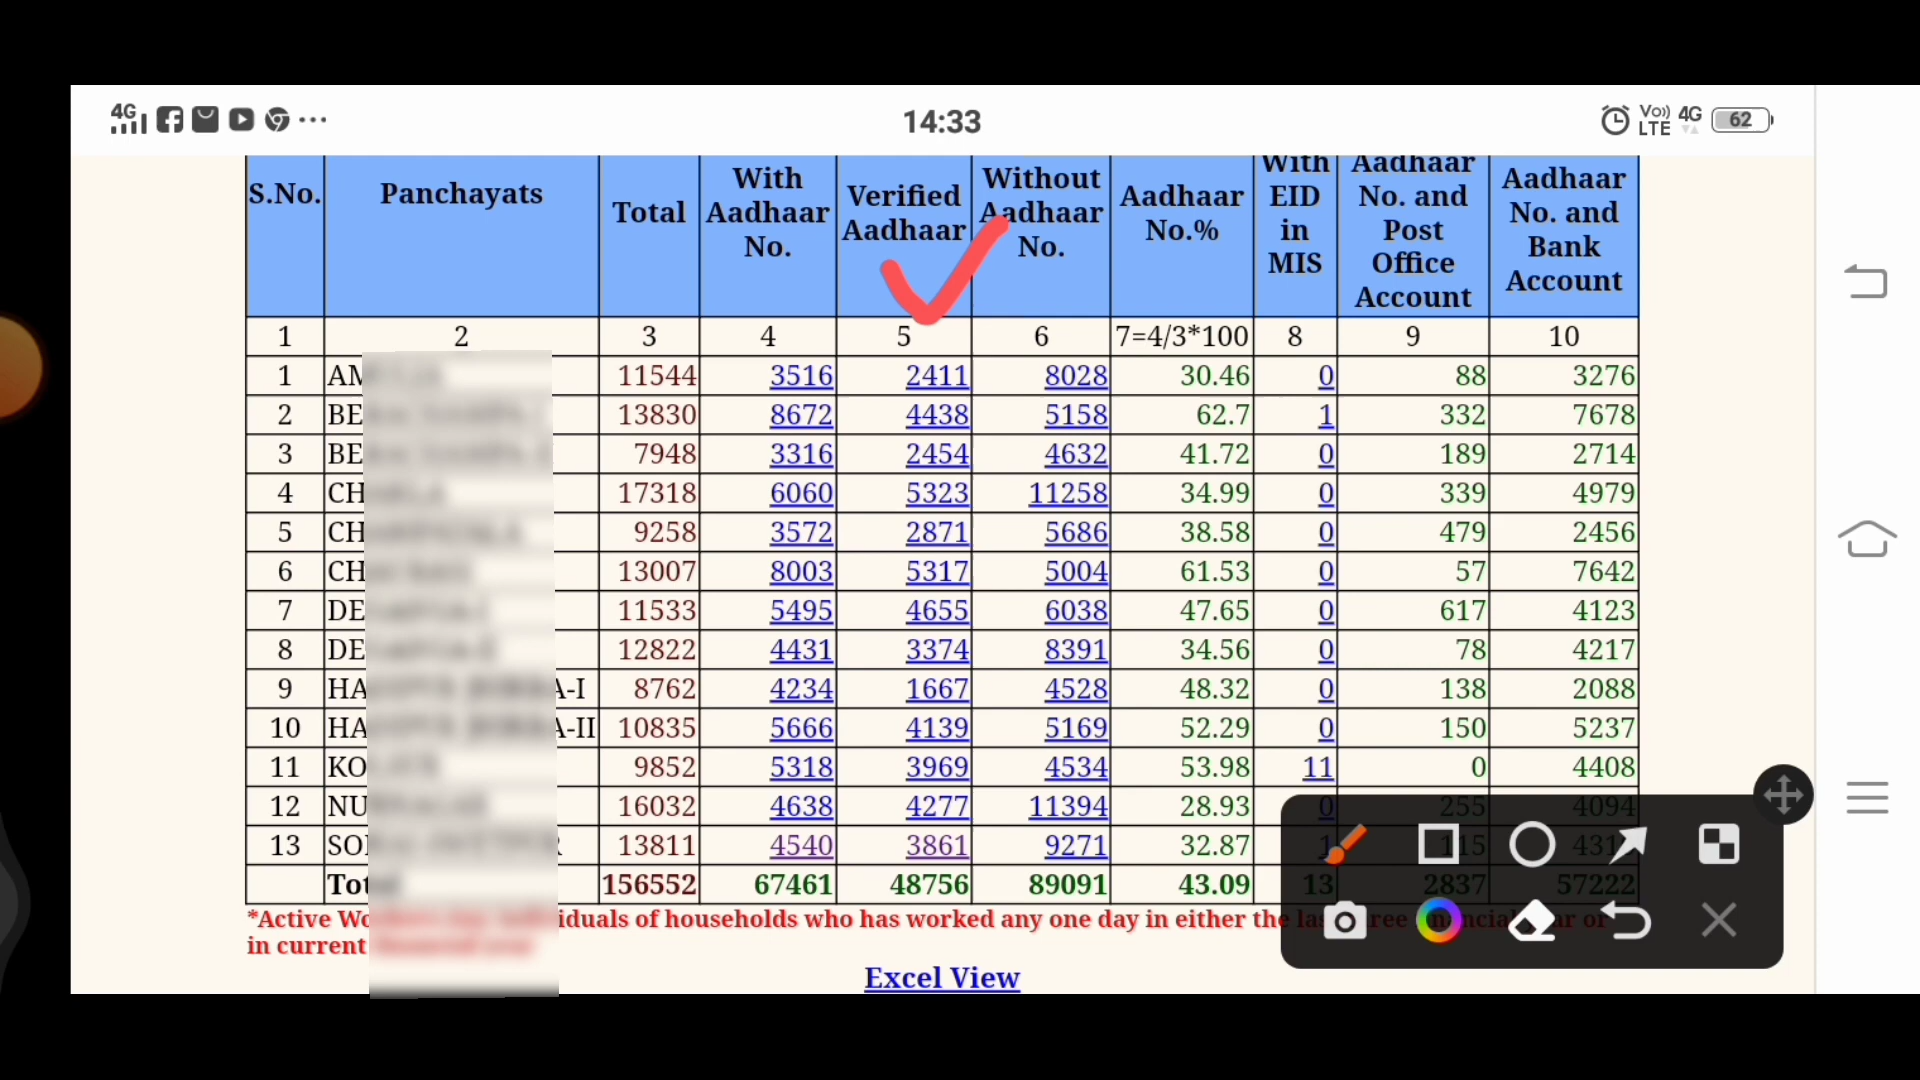 4G 14:33 Vo)) LTE 4G 62
S.No. Panchayats Total With Aadhaar No. Verified Aadhaar Without Aadhaar No. Aadhaar No.% With EID in MIS Aadhaar No. and Post Office Account Aadhaar No. and Bank Account
1 2 3 4 5 6 7=4/3*100 8 9 10
1 AM 11544 3516 2411 8028 30.46 0 88 3276
2 BE 13830 8672 4438 5158 62.7 1 332 7678
3 BE 7948 3316 2454 4632 41.72 0 189 2714
4 CH 17318 6060 5323 11258 34.99 0 339 4979
5 CH 9258 3572 2871 5686 38.58 0 479 2456
6 CH 13007 8003 5317 5004 61.53 0 57 7642
7 DE 11533 5495 4655 6038 47.65 0 617 4123
8 DE 12822 4431 3374 8391 34.56 0 78 4217
9 HA A-I 8762 4234 1667 4528 48.32 0 138 2088
10 HA A-II 10835 5666 4139 5169 52.29 0 150 5237
11 KO 9852 5318 3969 4534 53.98 11 0 4408
12 NU 16032 4638 4277 11394 28.93 0 255 4094
13 SO 13811 4540 3861 9271 32.87 1 115
Total 156552 67461 48756 89091 43.09 13 2837 57222
*Active iduals of households who has worked any one day in either the
in current
Excel View